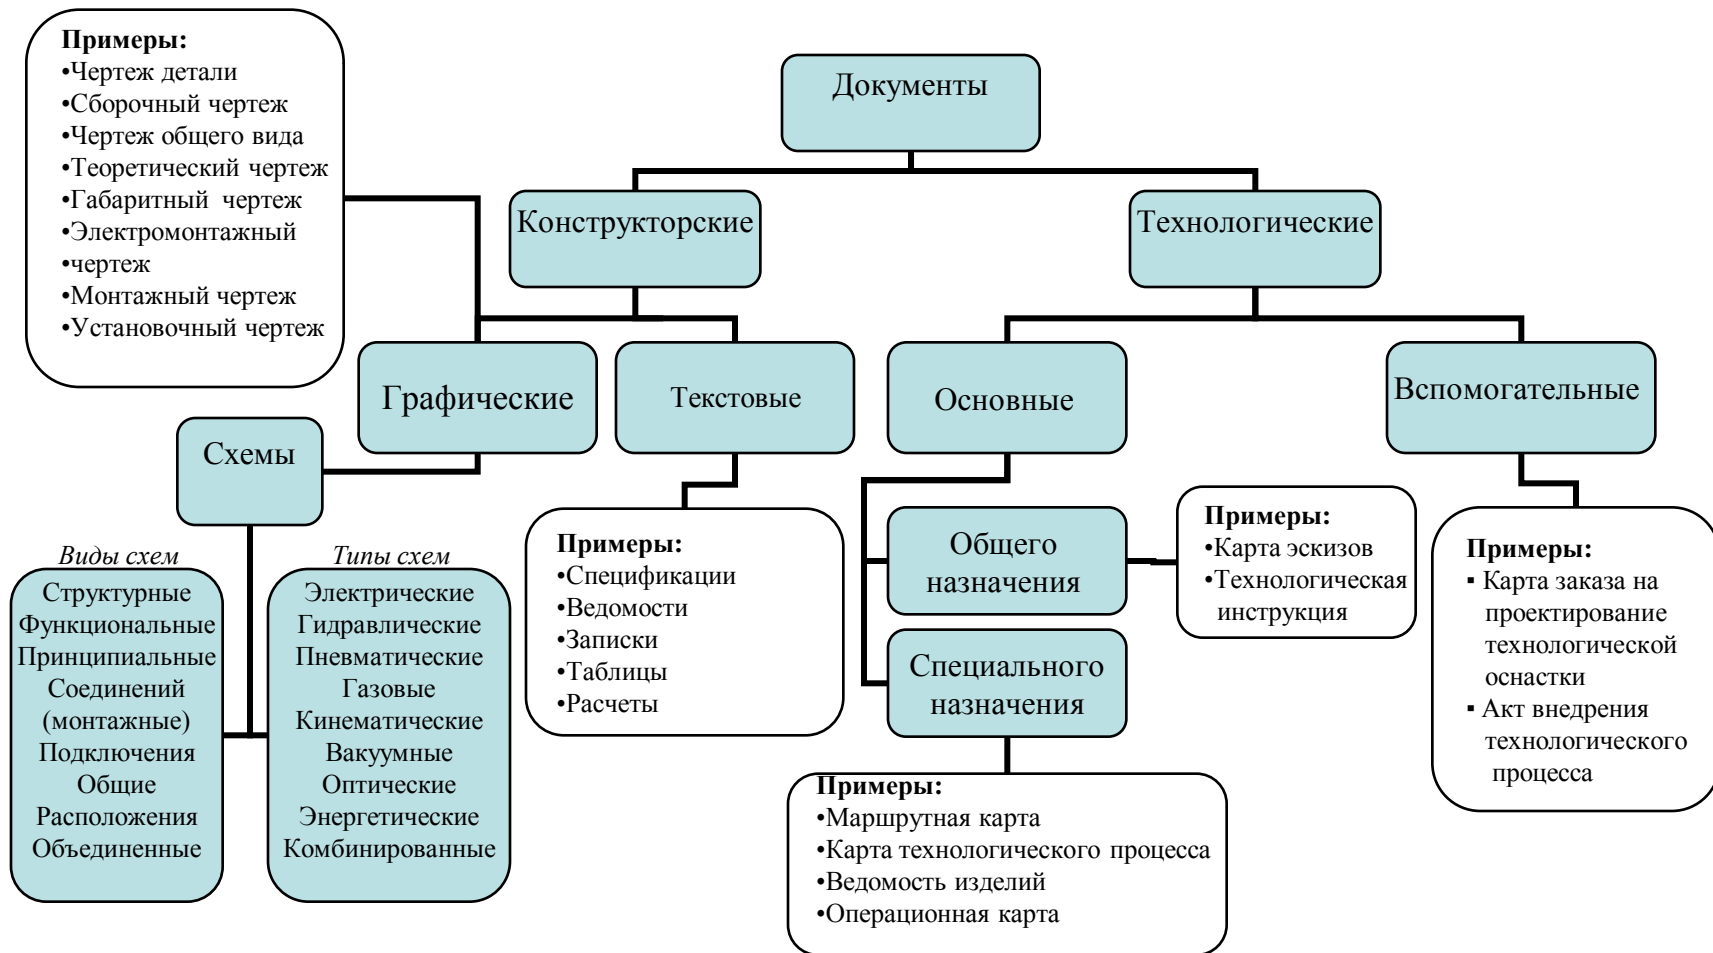 Примеры:
•Чертеж детали
•Сборочный чертеж
•Чертеж общего вида
•Теоретический чертеж
•Габаритный чертеж
•Электромонтажный
•чертеж
•Монтажный чертеж
•Установочный чертеж
Документы
Конструкторские
Технологические
Графические
Текстовые
Основные
Вспомогательные
Схемы
Виды схем
Структурные
Функциональные
Принципиальные
Соединений
(монтажные)
Подключения
Общие
Расположения
Объединенные
Типы схем
Электрические
Гидравлические
Пневматические
Газовые
Кинематические
Вакуумные
Оптические
Энергетические
Комбинированные
Примеры:
•Спецификации
•Ведомости
•Записки
•Таблицы
•Расчеты
Общего
назначения
Специального
назначения
Примеры:
•Карта эскизов
•Технологическая
инструкция
Примеры:
▪ Карта заказа на
проектирование
технологической
оснастки
▪ Акт внедрения
технологического
процесса
Примеры:
•Маршрутная карта
•Карта технологического процесса
•Ведомость изделий
•Операционная карта